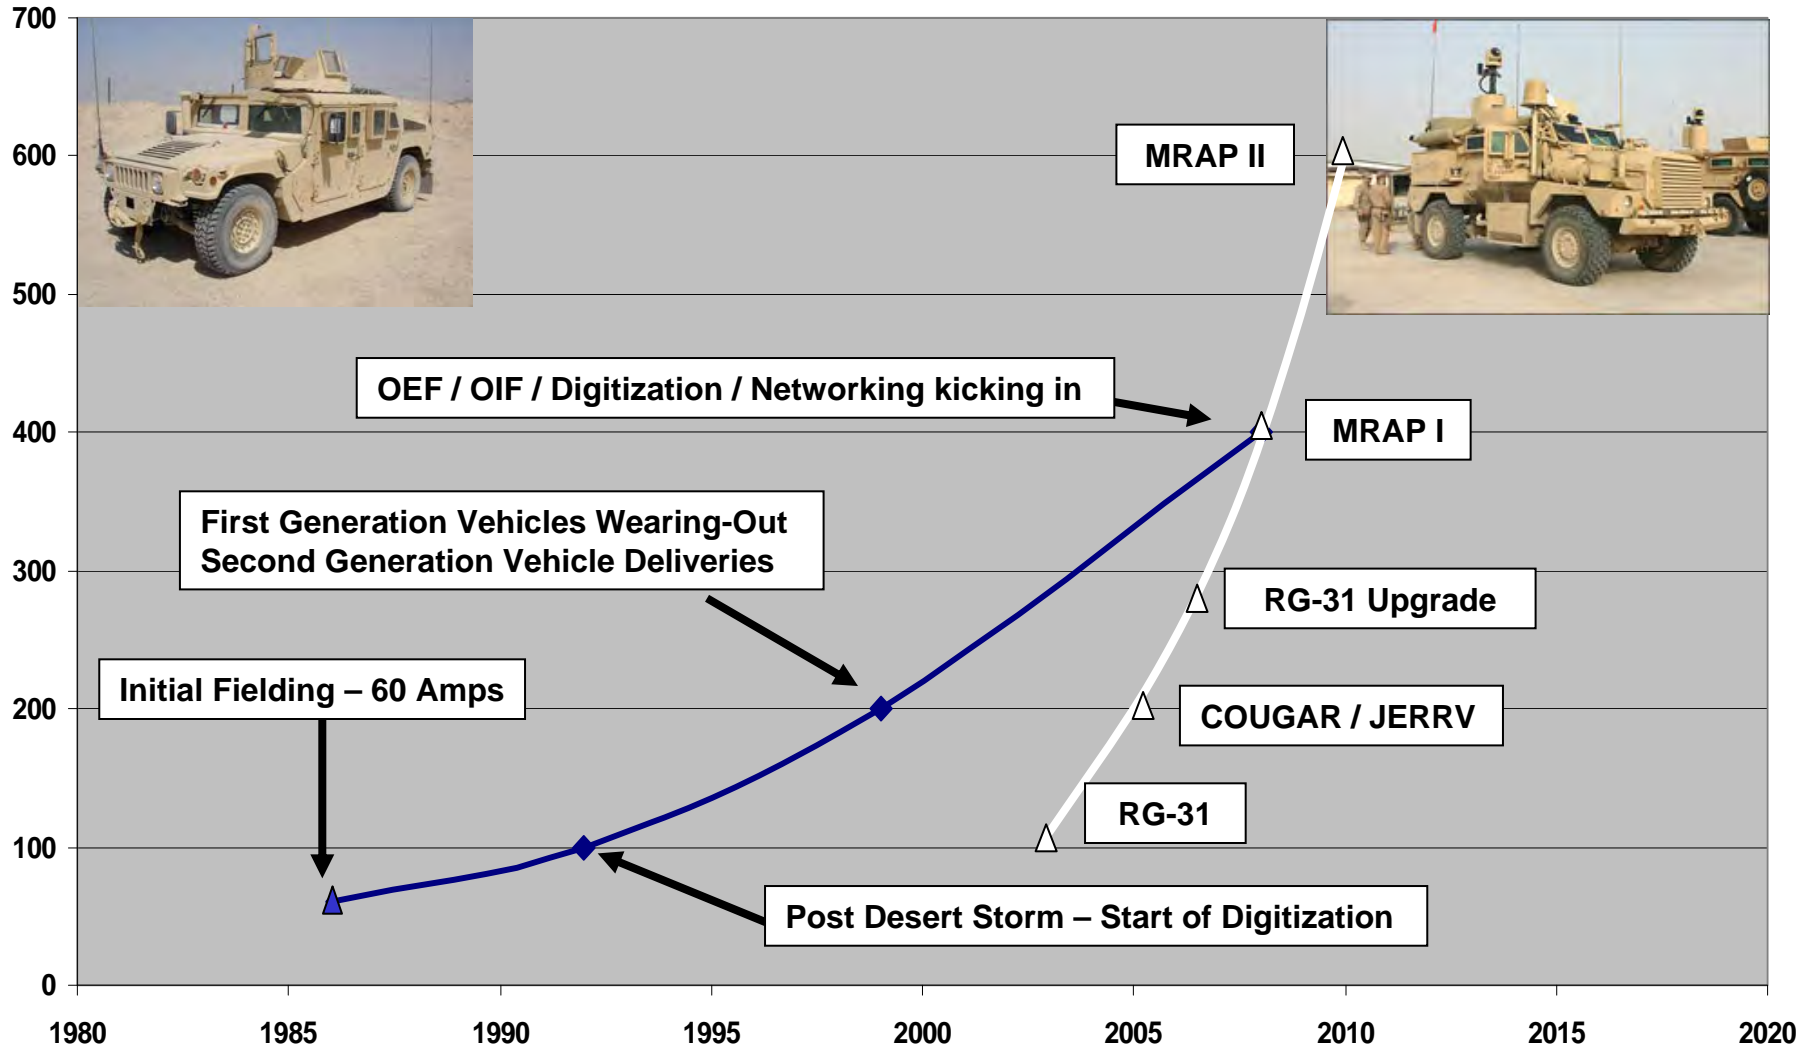 700
600
500
400
300
200
100
0
MRAP II
OEF / OIF / Digitization / Networking kicking in
MRAP I
First Generation Vehicles Wearing-Out
Second Generation Vehicle Deliveries
RG-31 Upgrade
Initial Fielding – 60 Amps
COUGAR / JERRV
RG-31
Post Desert Storm – Start of Digitization
1980
1985
1990
1995
2000
2005
2010
2015
2020